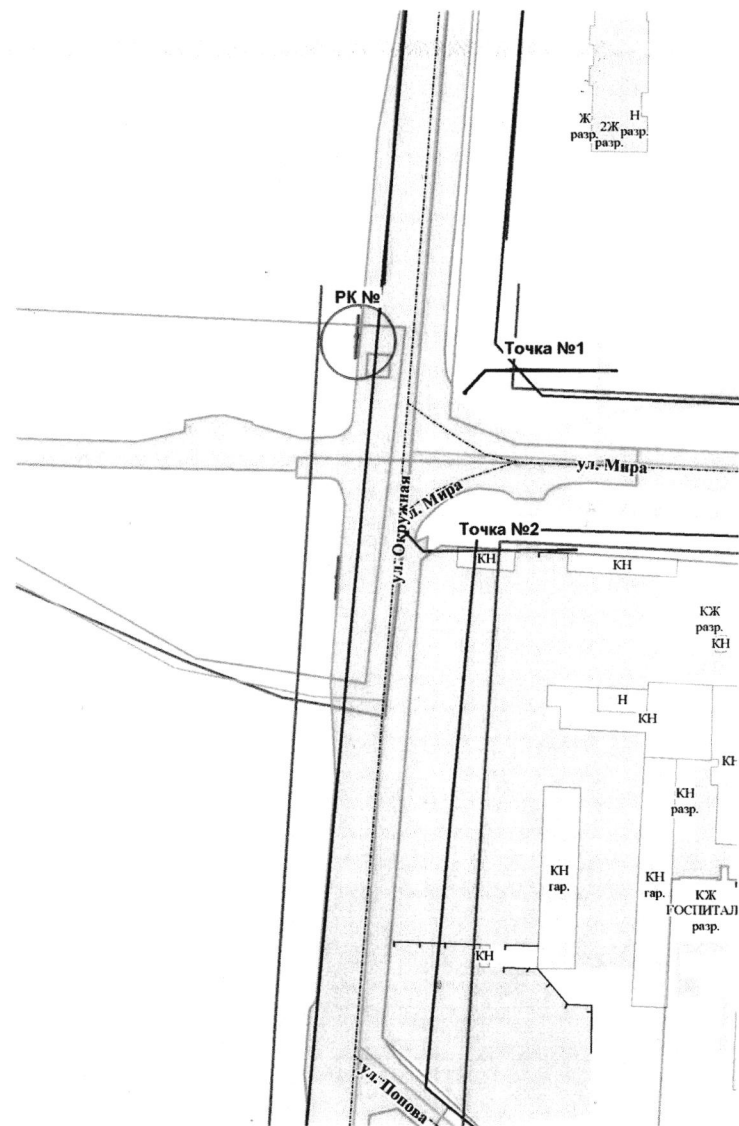 Ж
разр.
2Ж
разр.
Н
разр.
РК №
Точка №1
ул. Мира
ул. Мира
ул. Окружная
Точка №2
КН
КН
КЖ
разр.
КН
Н
КН
КН
КН
разр.
КН
гар.
КН
гар.
КЖ
ГОСПИТАЛ
разр.
КН
ул. Попова